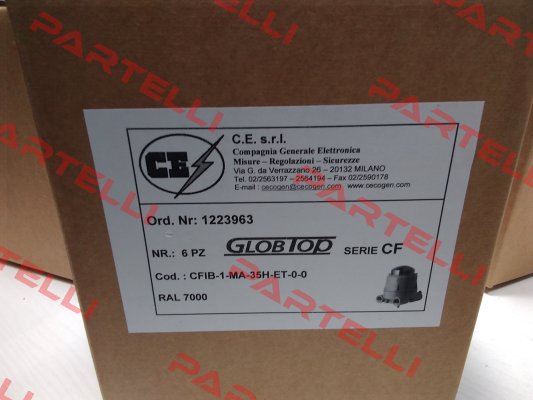 PARTELLI
PARTELLI
CE
C.E. s.r.l.
Compagnia Generale Elettronica
Misure – Regolazioni – Sicurezze
Via G. da Verrazzano 26 – 20132 MILANO
Tel. 02/2563197 – 2564194 – Fax 02/2590178
E-mail : cecogen@cecogen.com – www.cecogen.com
Ord. Nr: 1223963
NR.: 6 PZ GLOBTOP SERIE CF
Cod. : CFIB-1-MA-35H-ET-0-0
RAL 7000
PARTELLI
PARTELLI
PARTELLI